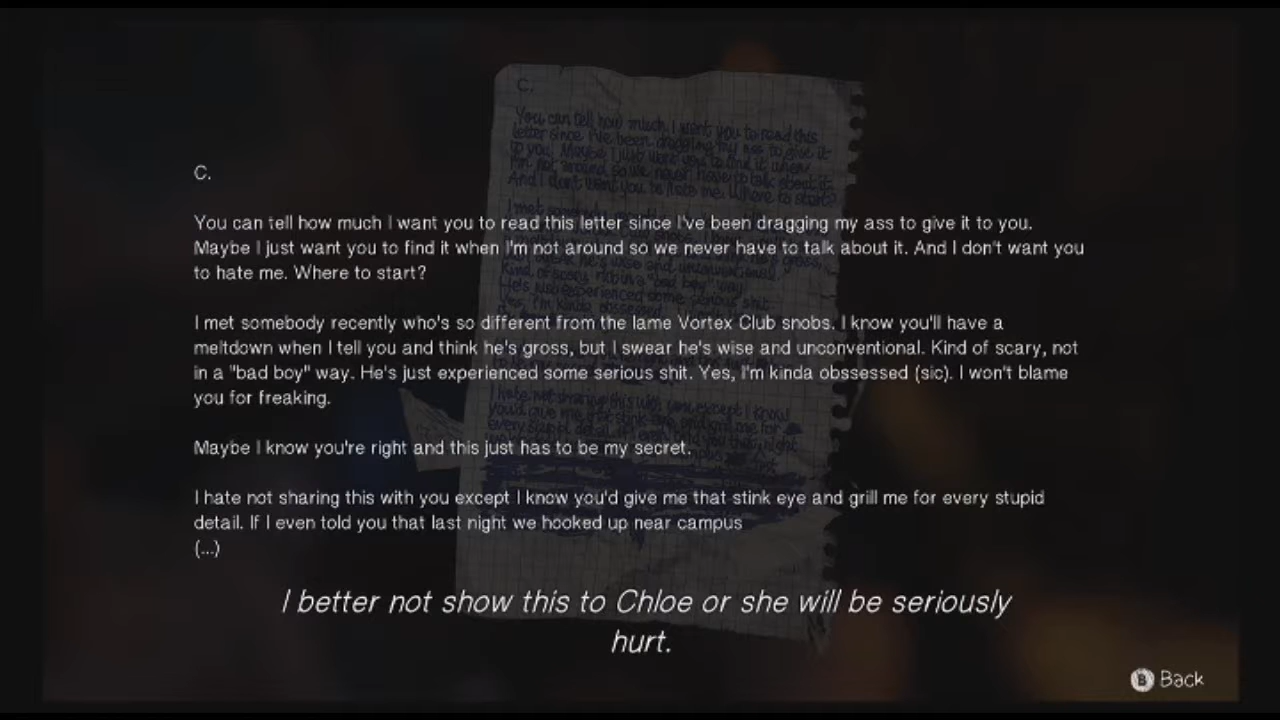 C.
You can tell how much I want you to read this letter since I've been dragging my ass to give it to you.
Maybe I just want you to find it when I'm not around so we never have to talk about it. And I don't want you
to hate me. Where to start?
I met somebody recently who's so different from the lame Vortex Club snobs. I know you'll have a
meltdown when I tell you and think he's gross, but I swear he's wise and unconventional. Kind of scary, not
in a "bad boy" way. He's just experienced some serious shit. Yes, I'm kinda obssessed (sic). I won't blame
you for freaking.
Maybe I know you're right and this just has to be my secret.
I hate not sharing this with you except I know you'd give me that stink eye and grill me for every stupid
detail. If I even told you that last night we hooked up near campus
(...)
I better not show this to Chloe or she will be seriously
hurt.
B Back